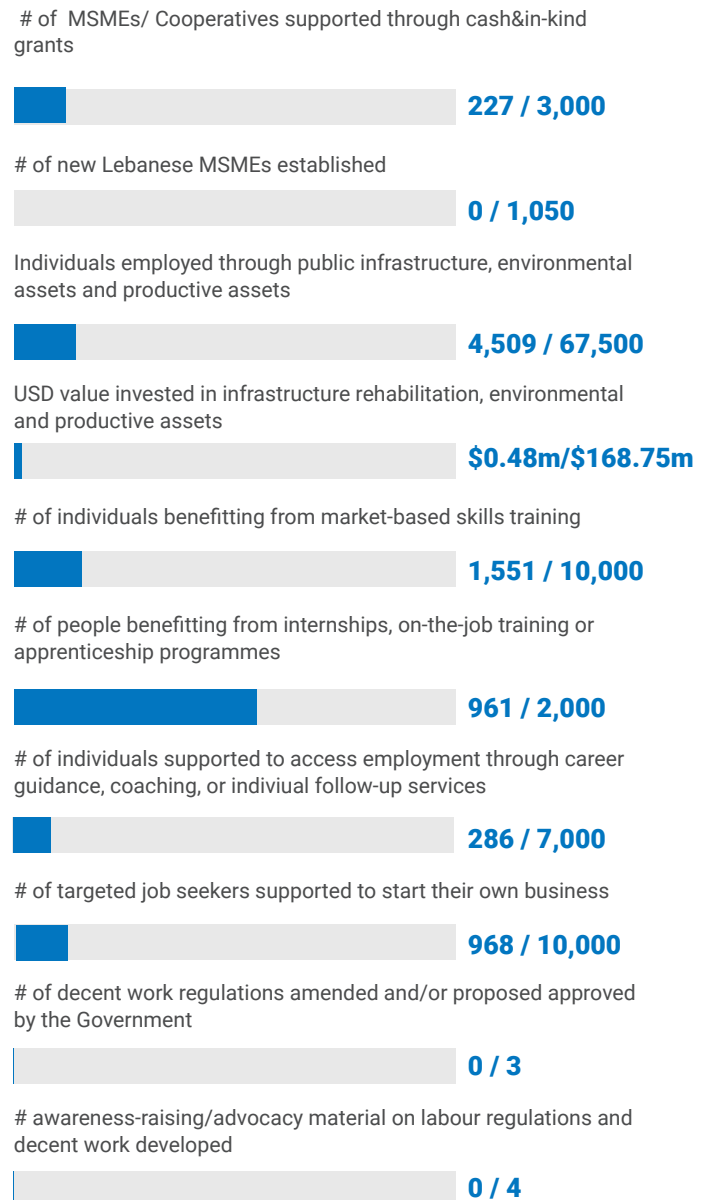 # of  MSMEs/ Cooperatives supported through cash&in-kind
grants
227 / 3,000
# of new Lebanese MSMEs established
0 / 1,050
Individuals employed through public infrastructure, environmental
assets and productive assets
4,509 / 67,500
USD value invested in infrastructure rehabilitation, environmental
and productive assets
$0.48m/$168.75m
# of individuals benefitting from market-based skills training
1,551 / 10,000
# of people benefitting from internships, on-the-job training or
apprenticeship programmes
961 / 2,000
# of individuals supported to access employment through career
guidance, coaching, or indiviual follow-up services
286 / 7,000
# of targeted job seekers supported to start their own business
968 / 10,000
# of decent work regulations amended and/or proposed approved
by the Government
0 / 3
# awareness-raising/advocacy material on labour regulations and
decent work developed
0 / 4